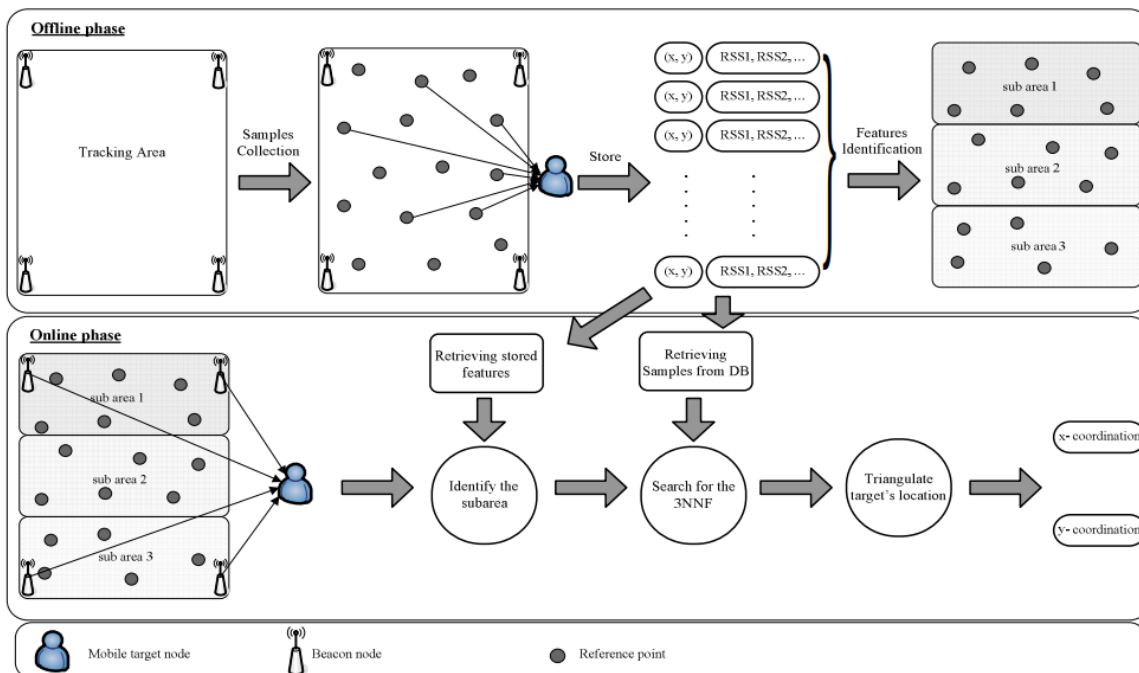 Offline phase
Tracking Area
Samples
Collection
Store
(x, y) RSS1, RSS2, ...
(x, y) RSS1, RSS2, ...
(x, y) RSS1, RSS2, ...
(x, y) RSS1, RSS2, ...
Features
Identification
sub area 1
sub area 2
sub area 3
Online phase
sub area 1
sub area 2
sub area 3
Retrieving stored
features
Retrieving
Samples from DB
Identify the
subarea
Search for the
3NNF
Triangulate
target's location
x- coordination
y- coordination
Mobile target node
Beacon node
Reference point